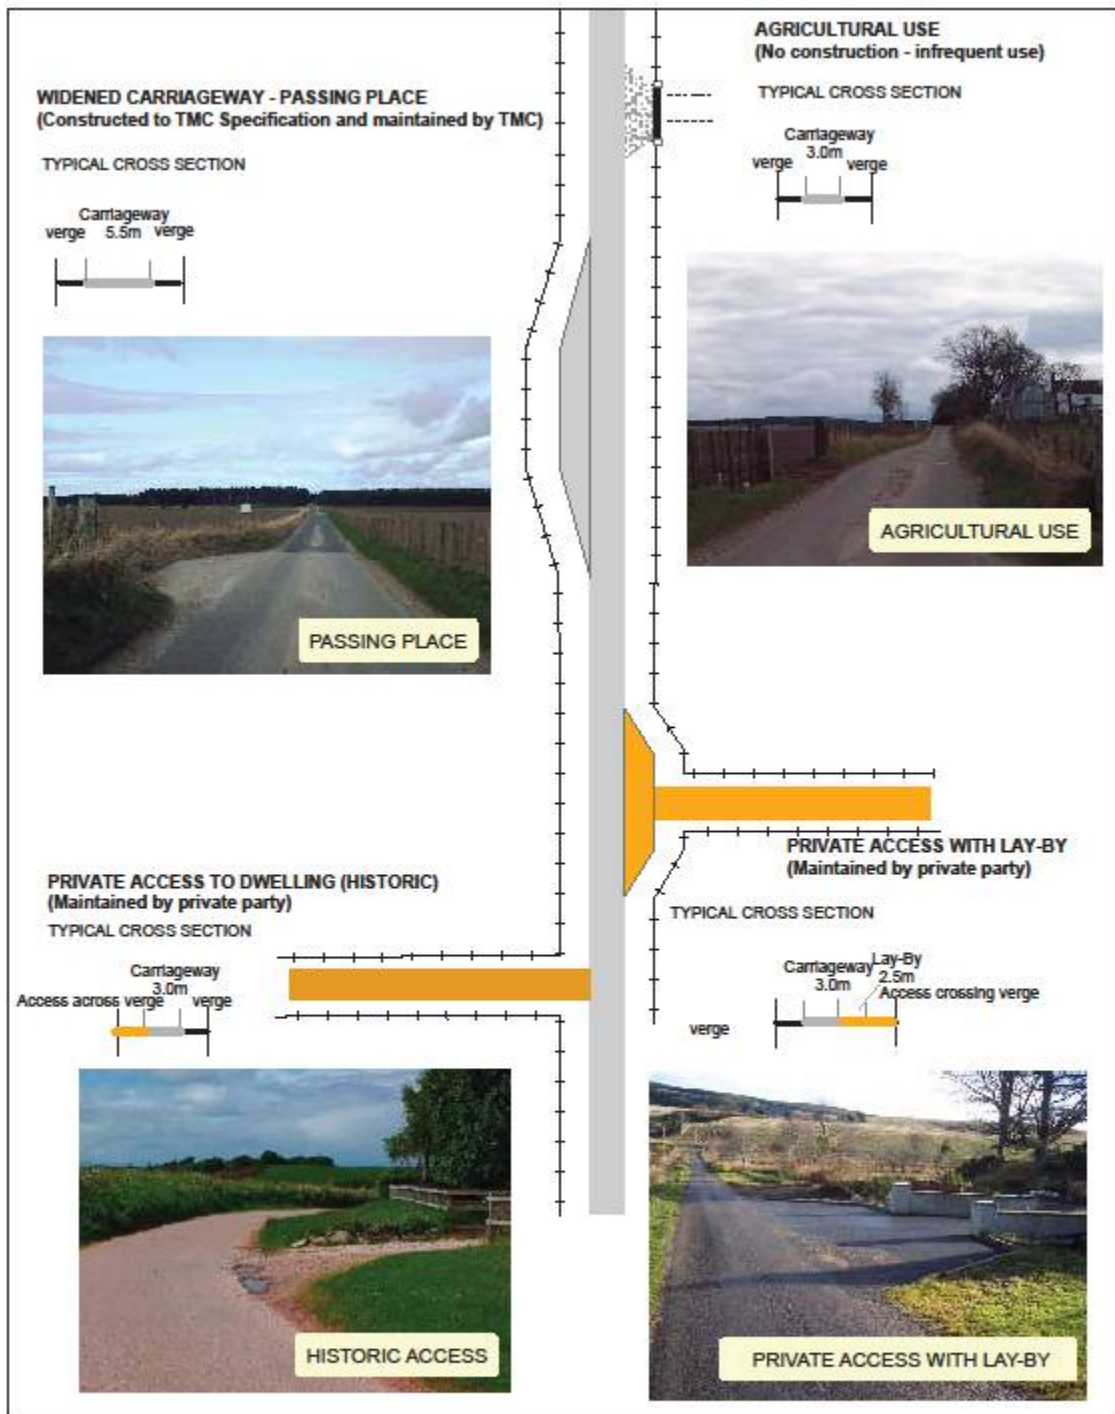 AGRICULTURAL USE
(No construction - infrequent use)
TYPICAL CROSS SECTION
Carriageway
3.0m
verge verge
WIDENED CARRIAGEWAY - PASSING PLACE
(Constructed to TMC Specification and maintained by TMC)
TYPICAL CROSS SECTION
Carriageway
verge 5.5m verge
AGRICULTURAL USE
PASSING PLACE
PRIVATE ACCESS WITH LAY-BY
(Maintained by private party)
TYPICAL CROSS SECTION
Carriageway Lay-By
3.0m 2.5m
Access crossing verge
verge
PRIVATE ACCESS TO DWELLING (HISTORIC)
(Maintained by private party)
TYPICAL CROSS SECTION
Carriageway
3.0m
Access across verge verge
HISTORIC ACCESS
PRIVATE ACCESS WITH LAY-BY